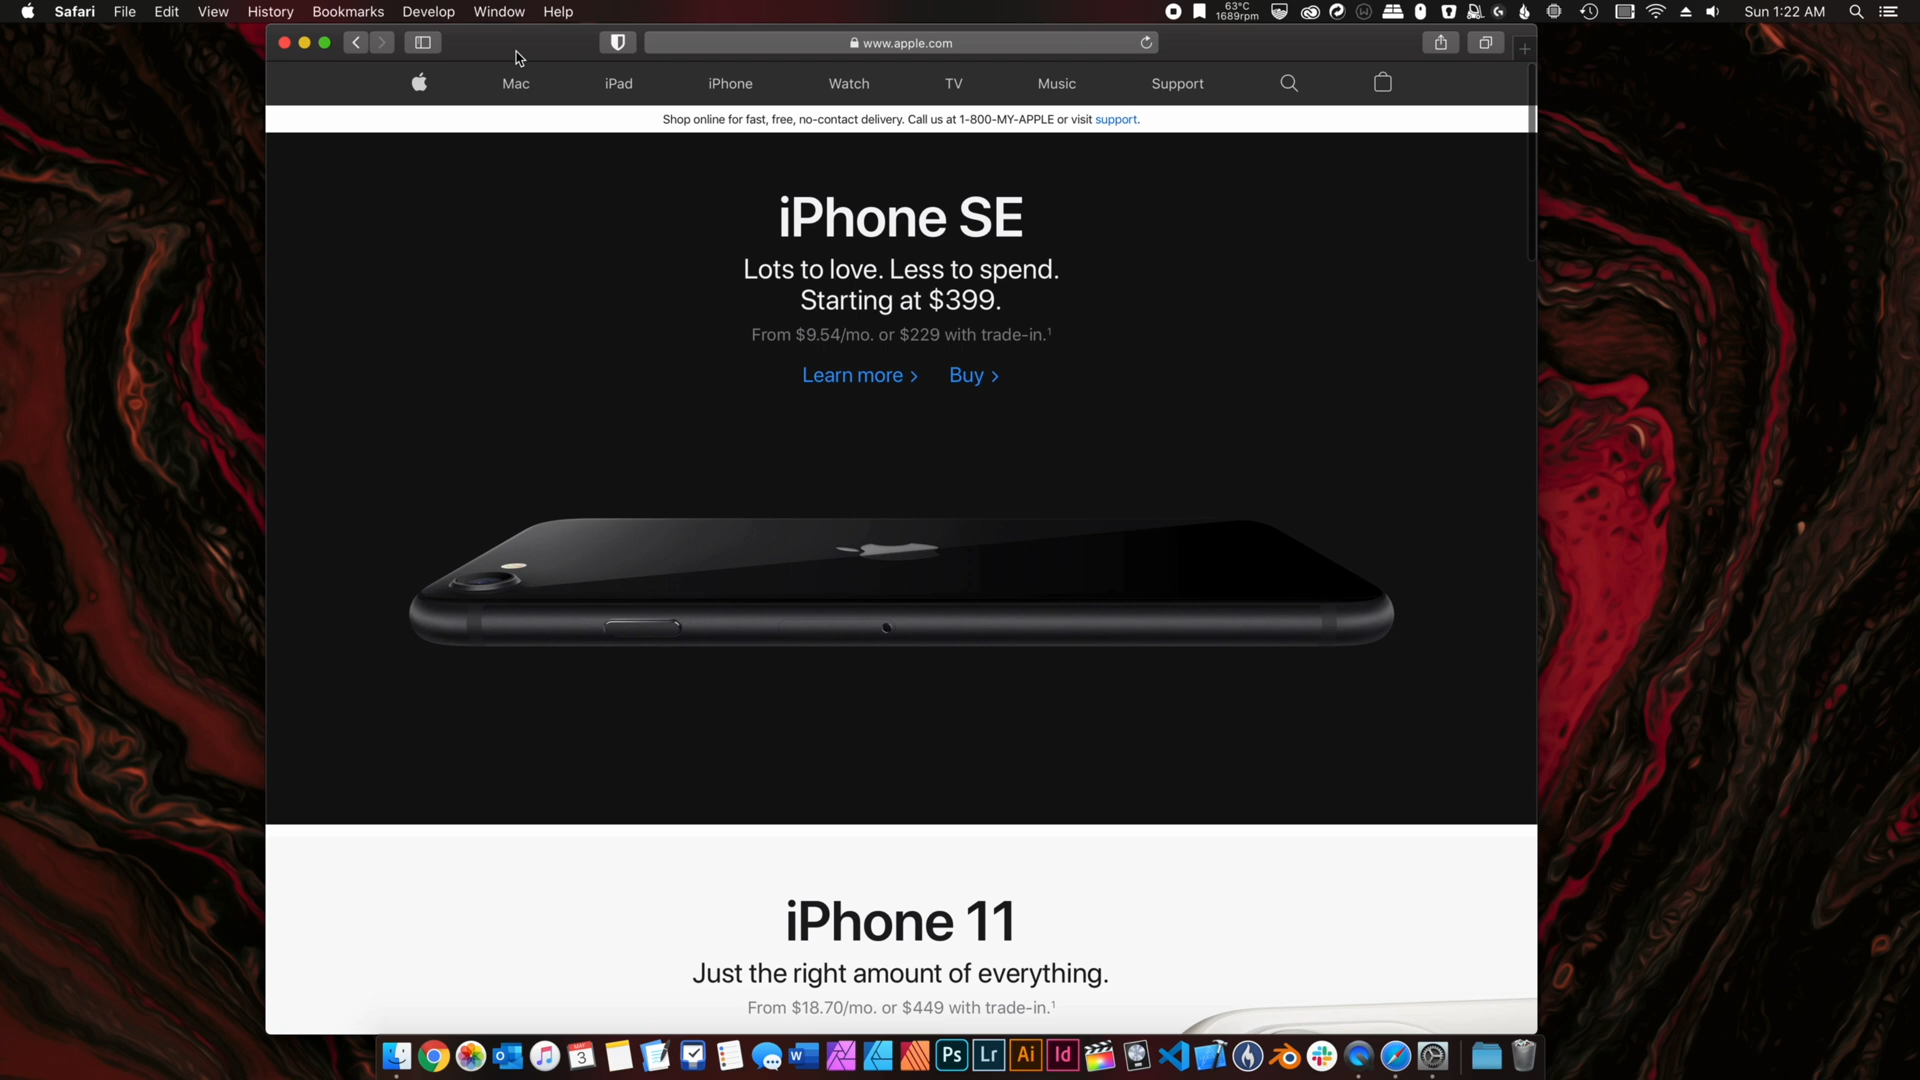 Safari File Edit View History Bookmarks Develop Window Help 63°C 1689rpm Sun 1:22 AM
www.apple.com
Mac iPad iPhone Watch TV Music Support
Shop online for fast, free, no-contact delivery. Call us at 1-800-MY-APPLE or visit support.
iPhone SE
Lots to love. Less to spend.
Starting at $399.
From $9.54/mo. or $229 with trade-in.¹
Learn more > Buy >
iPhone 11
Just the right amount of everything.
From $18.70/mo. or $449 with trade-in.¹
3 W Ps Lr Ai Id